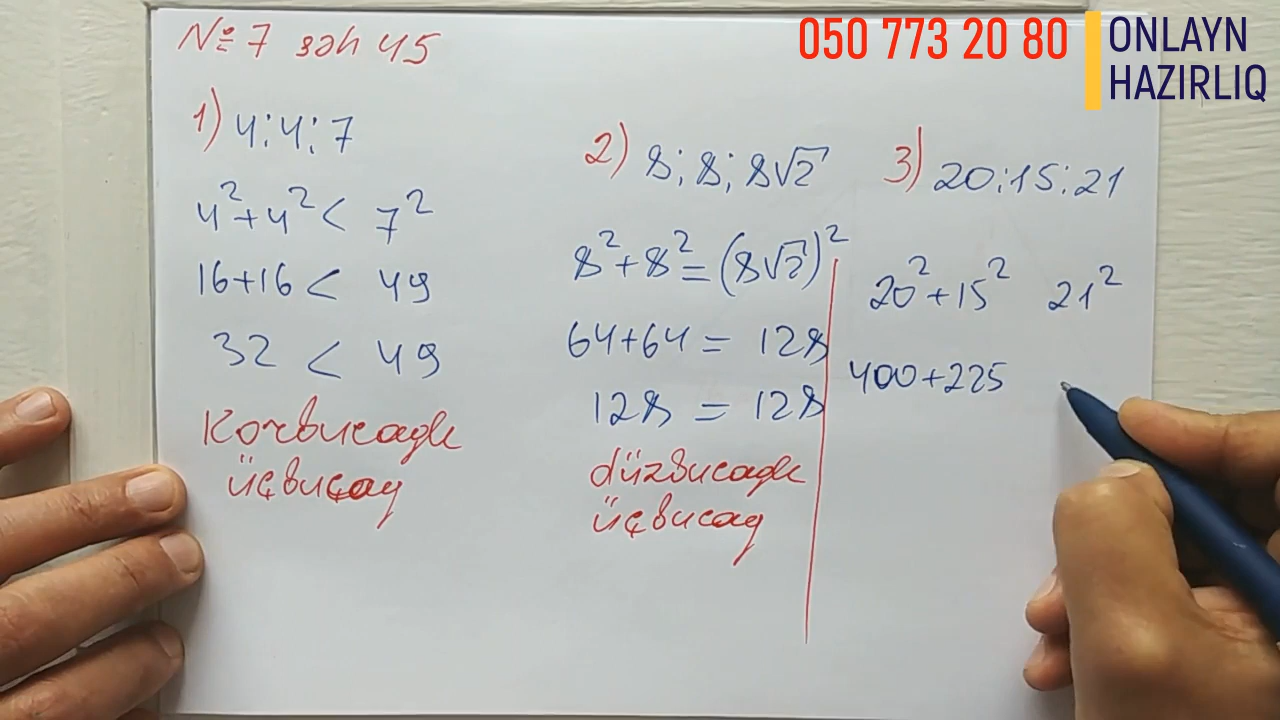 050 773 20 80
ONLAYN
HAZIRLIQ
№7 səh 45
1) 4; 4; 7
4² + 4² < 7²
16+16 < 49
32 < 49
Korbucaqlı
üçbuçaq
2) 8; 8; 8√2
8² + 8² = (8√2)²
64+64 = 128
128 = 128
düzbucaqlı
üçbucaq
3) 20; 15; 21
20² + 15² 21²
400+225